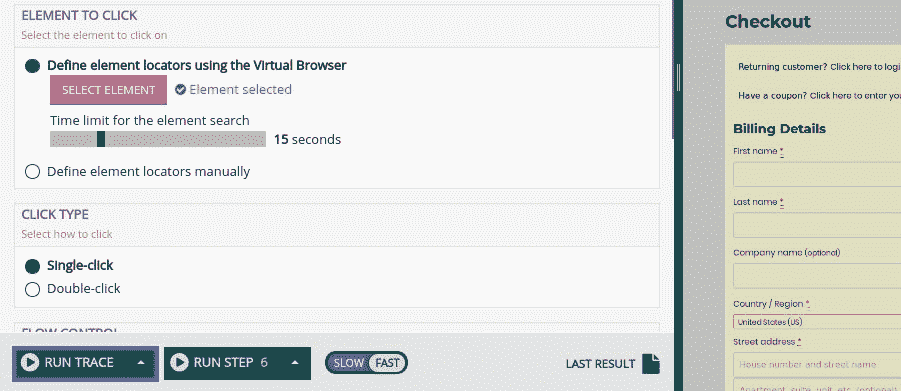 ELEMENT TO CLICK
Select the element to click on
Define element locators using the Virtual Browser
SELECT ELEMENT
Element selected
Time limit for the element search
15 seconds
Define element locators manually
CLICK TYPE
Select how to click
Single-click
Double-click
FLOW CONTROL
RUN TRACE
RUN STEP 6
SLOW FAST
LAST RESULT
Checkout
Returning customer? Click here to logi
Have a coupon? Click here to enter you
Billing Details
First name *
Last name *
Company name (optional)
Country / Region *
United States (US)
Street address *
House number and street name
Apartment, suite, unit, etc. (optional)